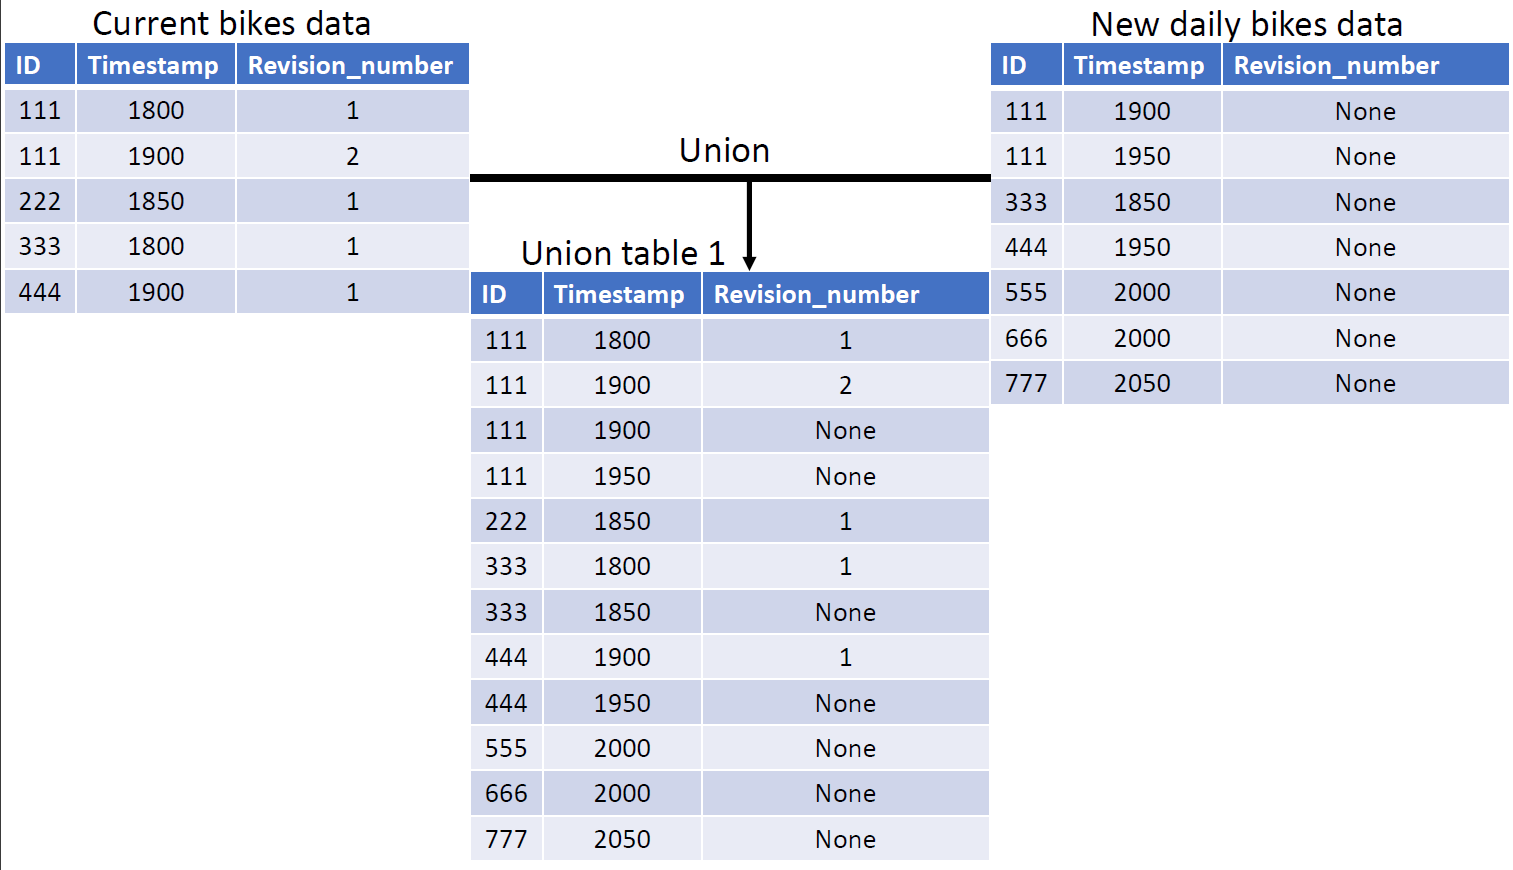 Current bikes data
ID Timestamp Revision_number
111 1800 1
111 1900 2
222 1850 1
333 1800 1
444 1900 1
Union
New daily bikes data
ID Timestamp Revision_number
111 1900 None
111 1950 None
333 1850 None
444 1950 None
555 2000 None
666 2000 None
777 2050 None
Union table 1
ID Timestamp Revision_number
111 1800 1
111 1900 2
111 1900 None
111 1950 None
222 1850 1
333 1800 1
333 1850 None
444 1900 1
444 1950 None
555 2000 None
666 2000 None
777 2050 None